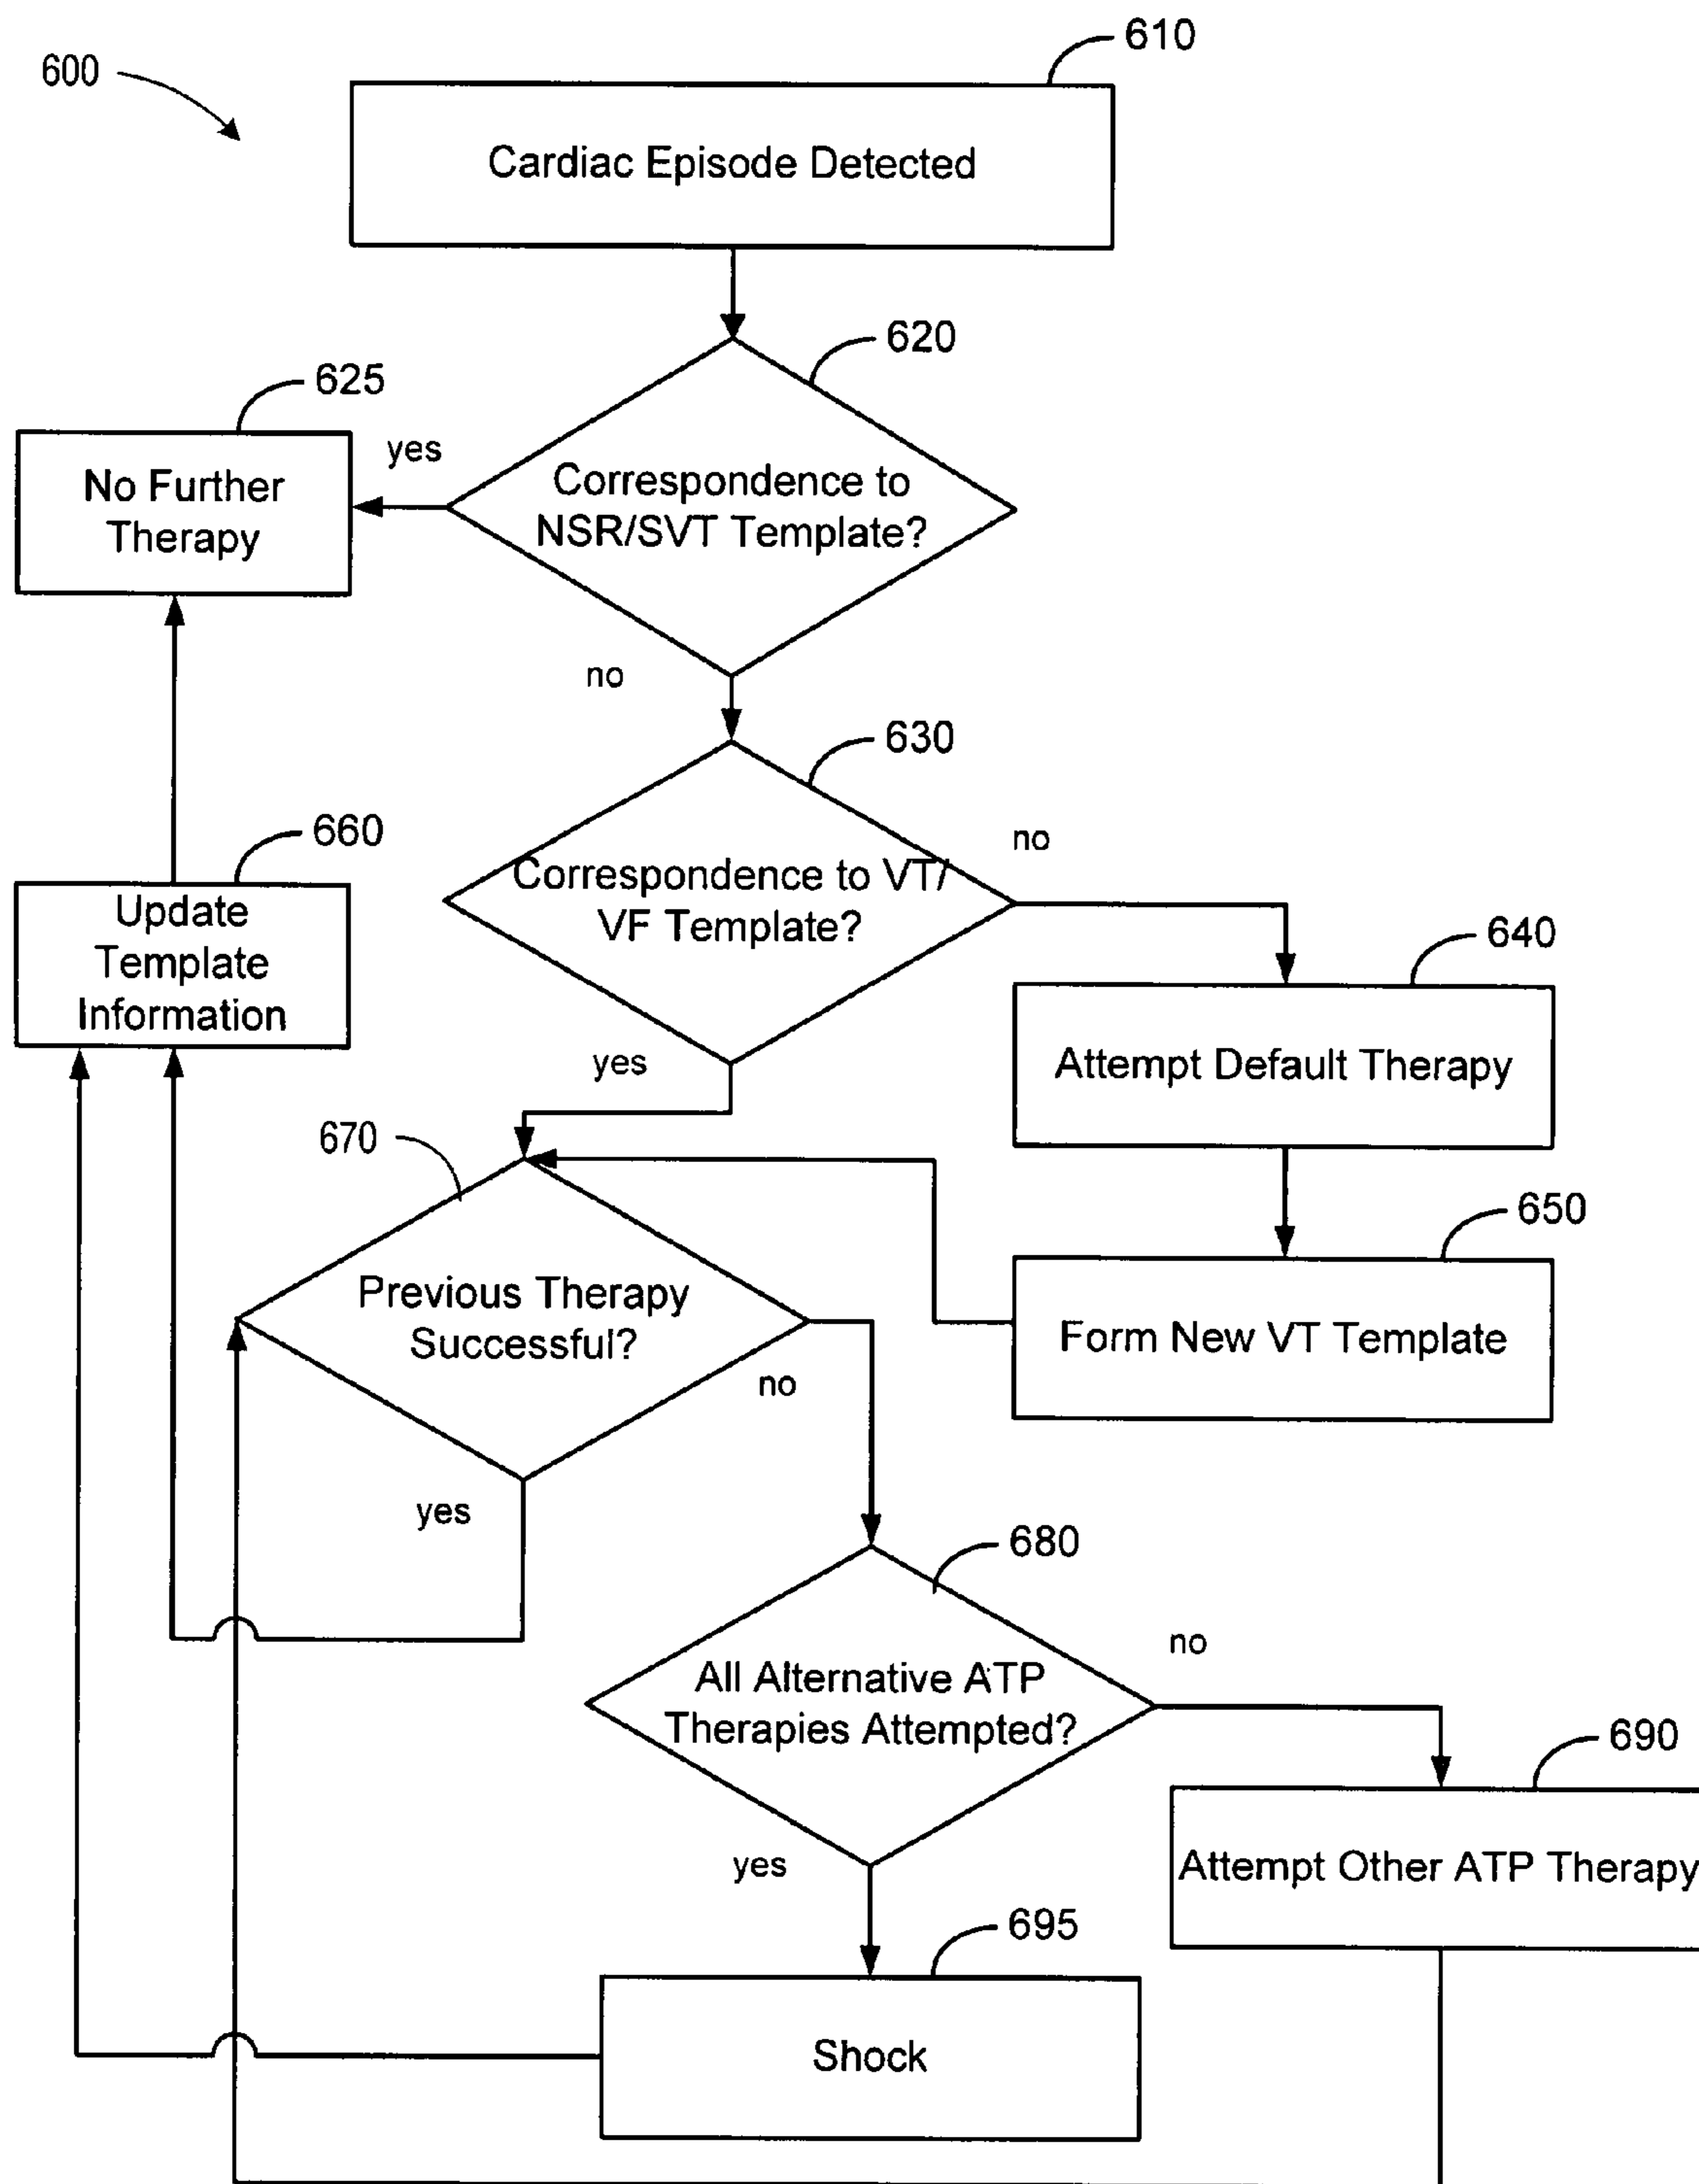 610
600
Cardiac Episode Detected
620
625
yes
No Further
Therapy
Correspondence to
NSR/SVT Template?
no
630
660
no
Update
Template
Information
Correspondence to VT/
VF Template?
640
yes
Attempt Default Therapy
670
650
Previous Therapy
Successful?
Form New VT Template
no
yes
680
no
All Alternative ATP
Therapies Attempted?
690
yes
Attempt Other ATP Therapy
695
Shock